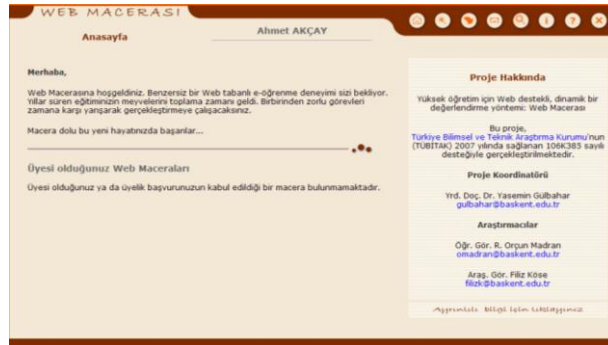 WEB MACERASI
Anasayfa
Ahmet AKÇAY
Merhaba,
Web Macerasına hoşgeldiniz. Benzersiz bir Web tabanlı e-öğrenme deneyimi sizi bekliyor.
Yıllar süren eğitiminizin meyvelerini toplama zamanı geldi. Birbirinden zorlu görevleri
zamana karşı yarışarak gerçekleştirmeye çalışacaksınız.
Macera dolu bu yeni hayatınızda başarılar...
Üyesi olduğunuz Web Maceraları
Üyesi olduğunuz ya da üyelik başvurunuzun kabul edildiği bir macera bulunmamaktadır.
Proje Hakkında
Yüksek öğretim için Web destekli, dinamik bir
değerlendirme yöntemi: Web Macerası
Bu proje,
Türkiye Bilimsel ve Teknik Araştırma Kurumu'nun
(TÜBİTAK) 2007 yılında sağlanan 106K385 sayılı
desteğiyle gerçekleştirilmektedir.
Proje Koordinatörü
Yrd. Doç. Dr. Yasemin Gülbahar
gulbahar@baskent.edu.tr
Araştırmacılar
Öğr. Gör. R. Orçun Madran
omadran@baskent.edu.tr
Araş. Gör. Filiz Köse
filizk@baskent.edu.tr
Ayrıntılı bilgi için tıklayınız